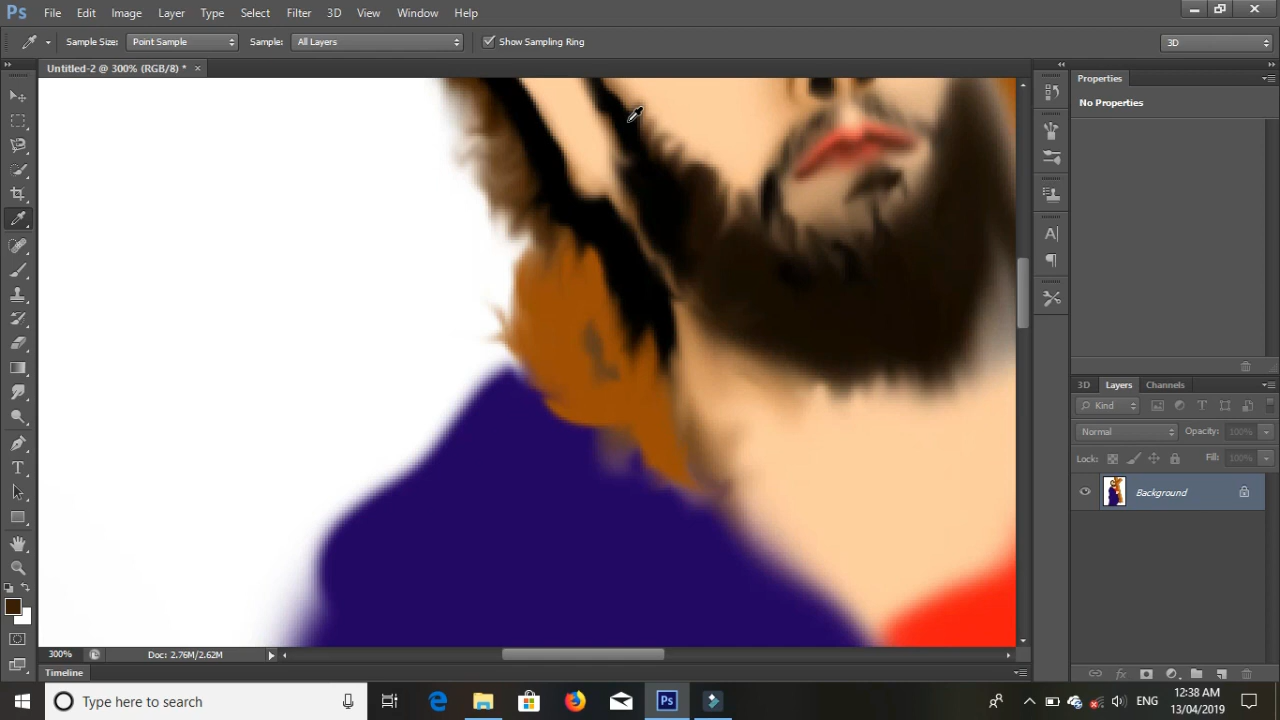 Ps File Edit Image Layer Type Select Filter 3D View Window Help
Sample Size: Point Sample Sample: All Layers Show Sampling Ring 3D
Untitled-2 @ 300% (RGB/8) * ×
Properties
No Properties
3D Layers Channels
Kind
Normal Opacity: 100%
Lock: Fill: 100%
Background
300% Doc: 2.76M/2.62M
Timeline
Type here to search
ENG
12:38 AM
13/04/2019